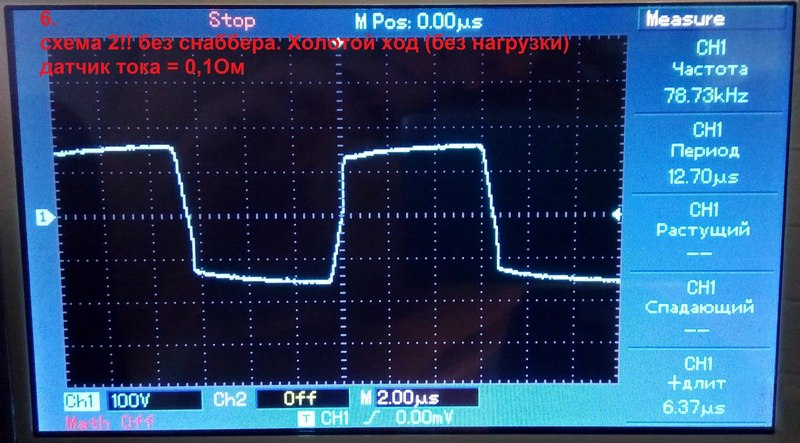 6.
схема 2!! без снаббера. Холотой ход (без нагрузки)
датчик тока = 0,1Ом
Stop
M Pos: 0.00µs
Measure
CH1
Частота
78.73kHz
CH1
Период
12.70µs
CH1
Растущий
--
CH1
Спадающий
--
CH1
+длит
6.37µs
1
Ch1 100V Ch2 Off M 2.00µs
Math Off T CH1 0.00mV